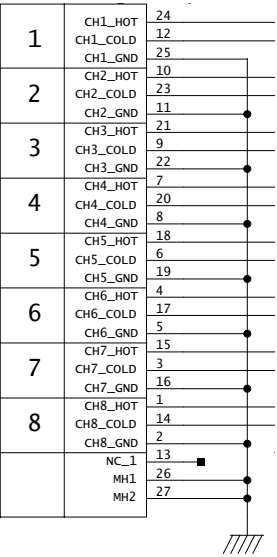 CH1_HOT 24
1 CH1_COLD 12
CH1_GND 25
CH2_HOT 10
2 CH2_COLD 23
CH2_GND 11
CH3_HOT 21
3 CH3_COLD 9
CH3_GND 22
CH4_HOT 7
4 CH4_COLD 20
CH4_GND 8
CH5_HOT 18
5 CH5_COLD 6
CH5_GND 19
CH6_HOT 4
6 CH6_COLD 17
CH6_GND 5
CH7_HOT 15
7 CH7_COLD 3
CH7_GND 16
CH8_HOT 1
8 CH8_COLD 14
CH8_GND 2
NC_1 13
MH1 26
MH2 27